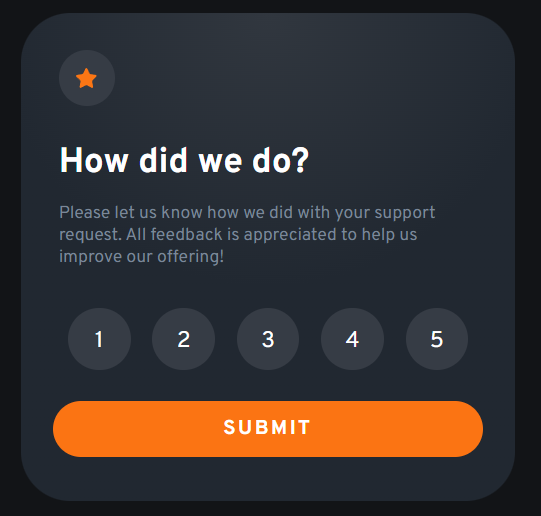 How did we do?
Please let us know how we did with your support
request. All feedback is appreciated to help us
improve our offering!
1 2 3 4 5
SUBMIT